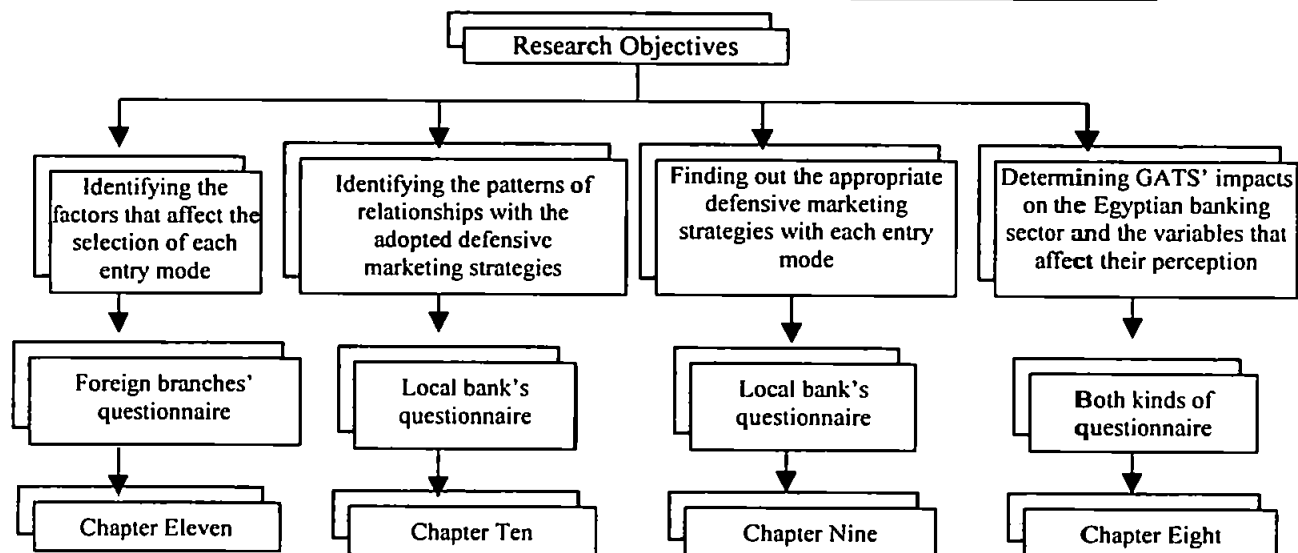 Research Objectives
Identifying the
factors that affect the
selection of each
entry mode
Identifying the patterns of
relationships with the
adopted defensive
marketing strategies
Finding out the appropriate
defensive marketing
strategies with each entry
mode
Determining GATS' impacts
on the Egyptian banking
sector and the variables that
affect their perception
Foreign branches'
questionnaire
Local bank's
questionnaire
Local bank's
questionnaire
Both kinds of
questionnaire
Chapter Eleven
Chapter Ten
Chapter Nine
Chapter Eight